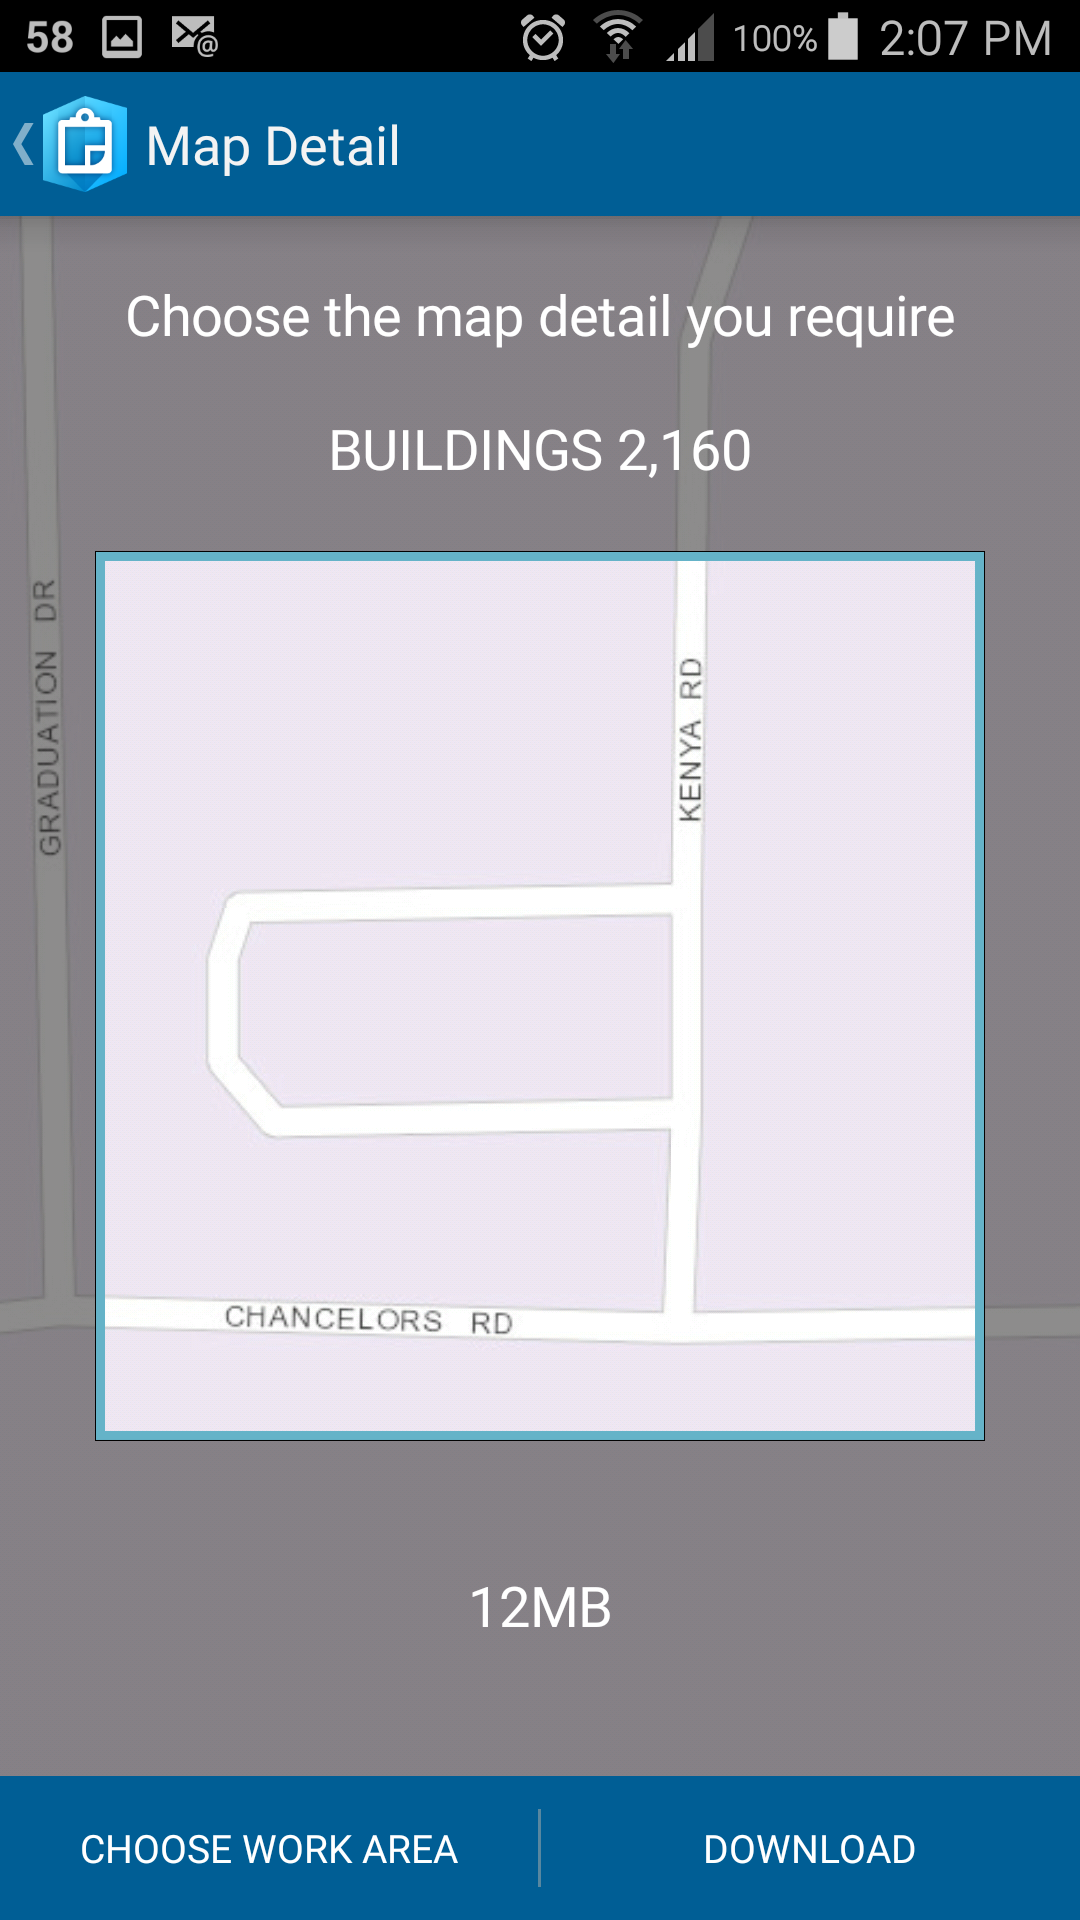 58 100% 2:07 PM
Map Detail
Choose the map detail you require
BUILDINGS 2,160
GRADUATION DR
KENYA RD
CHANCELORS RD
12MB
CHOOSE WORK AREA DOWNLOAD